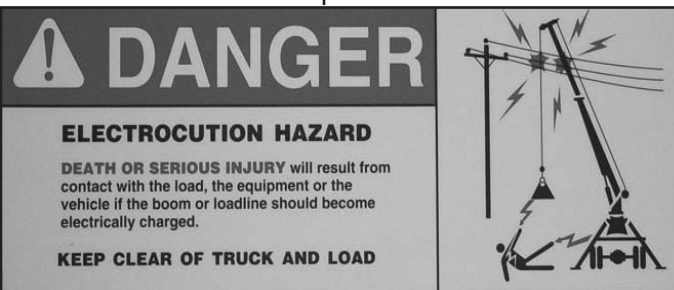 DANGER
ELECTROCUTION HAZARD
DEATH OR SERIOUS INJURY will result from
contact with the load, the equipment or the
vehicle if the boom or loadline should become
electrically charged.
KEEP CLEAR OF TRUCK AND LOAD